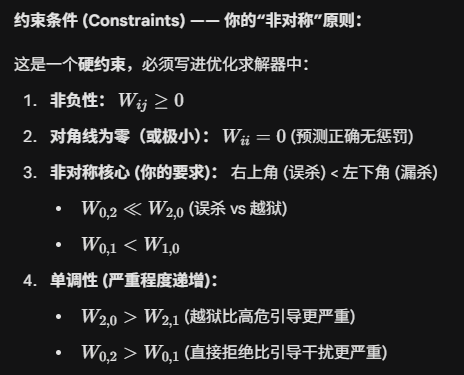 约束条件 (Constraints) —— 你的“非对称”原则：
这是一个硬约束，必须写进优化求解器中：
1. 非负性： W_{ij} ≥ 0
2. 对角线为零（或极小）： W_{ii} = 0 (预测正确无惩罚)
3. 非对称核心 (你的要求)： 右上角 (误杀) < 左下角 (漏杀)
• W_{0,2} ≪ W_{2,0} (误杀 vs 越狱)
• W_{0,1} < W_{1,0}
4. 单调性 (严重程度递增)：
• W_{2,0} > W_{2,1} (越狱比高危引导更严重)
• W_{0,2} > W_{0,1} (直接拒绝比引导干扰更严重)